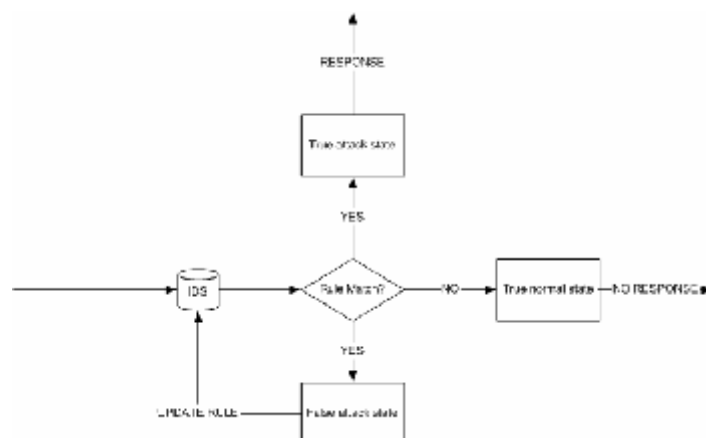 RESPONSE
True attack state
YES
IDS
Rule Match?
NO
True normal state
NO RESPONSE
YES
UPDATE RULE
False attack state